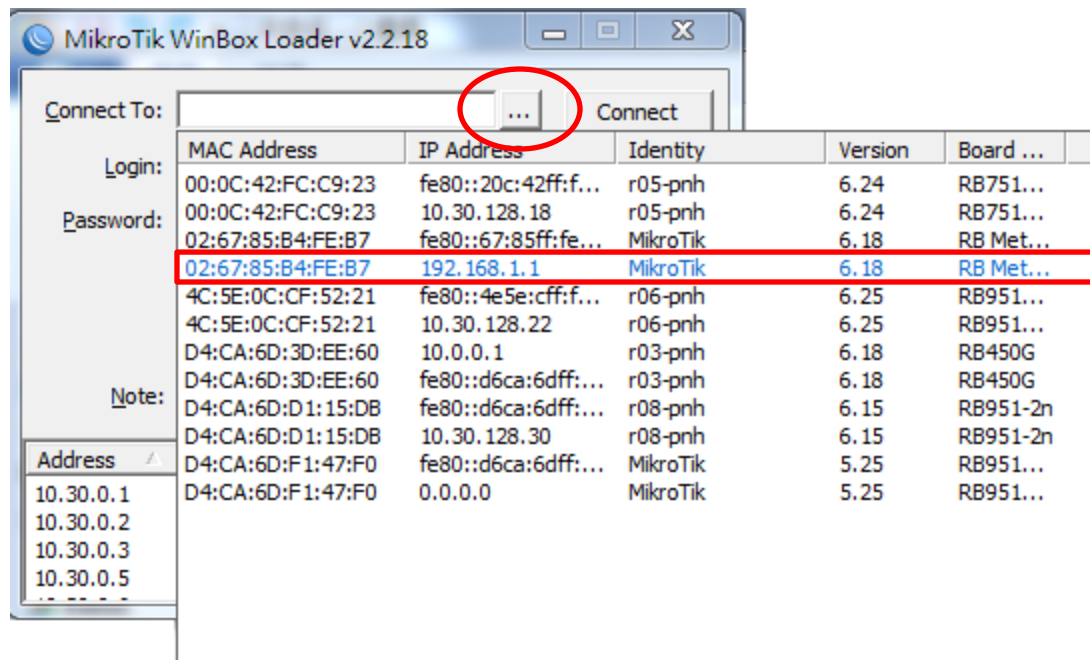 MikroTik WinBox Loader v2.2.18
Connect To: ... Connect
Login:
Password:
Note:
MAC Address IP Address Identity Version Board ...
00:0C:42:FC:C9:23 fe80::20c:42ff:f... r05-pnh 6.24 RB751...
00:0C:42:FC:C9:23 10.30.128.18 r05-pnh 6.24 RB751...
02:67:85:B4:FE:B7 fe80::67:85ff:fe... MikroTik 6.18 RB Met...
02:67:85:B4:FE:B7 192.168.1.1 MikroTik 6.18 RB Met...
4C:5E:0C:CF:52:21 fe80::4e5e:cff:f... r06-pnh 6.25 RB951...
4C:5E:0C:CF:52:21 10.30.128.22 r06-pnh 6.25 RB951...
D4:CA:6D:3D:EE:60 10.0.0.1 r03-pnh 6.18 RB450G
D4:CA:6D:3D:EE:60 fe80::d6ca:6dff:... r03-pnh 6.18 RB450G
D4:CA:6D:D1:15:DB fe80::d6ca:6dff:... r08-pnh 6.15 RB951-2n
D4:CA:6D:D1:15:DB 10.30.128.30 r08-pnh 6.15 RB951-2n
D4:CA:6D:F1:47:F0 fe80::d6ca:6dff:... MikroTik 5.25 RB951...
D4:CA:6D:F1:47:F0 0.0.0.0 MikroTik 5.25 RB951...
Address
10.30.0.1
10.30.0.2
10.30.0.3
10.30.0.5